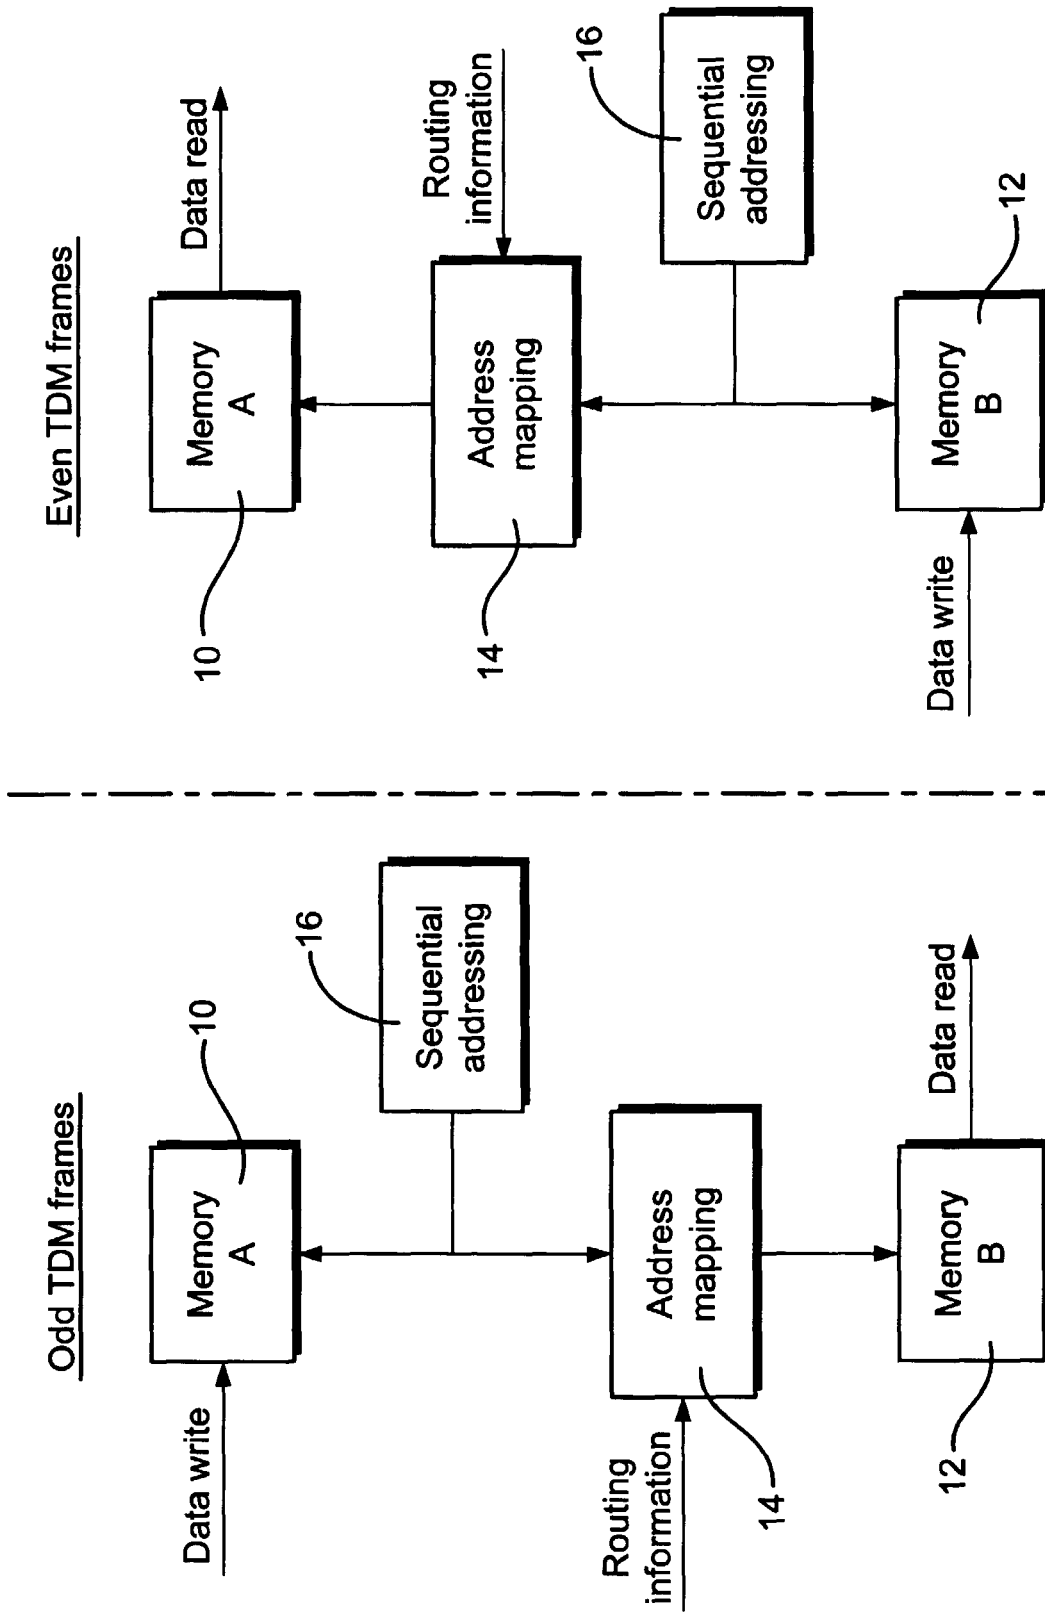 Odd TDM frames
Data write
Memory
A
10
16
Sequential
addressing
Routing
information
Address
mapping
14
Memory
B
12
Data read
Even TDM frames
Memory
A
Data read
10
Address
mapping
Routing
information
14
16
Sequential
addressing
Data write
Memory
B
12